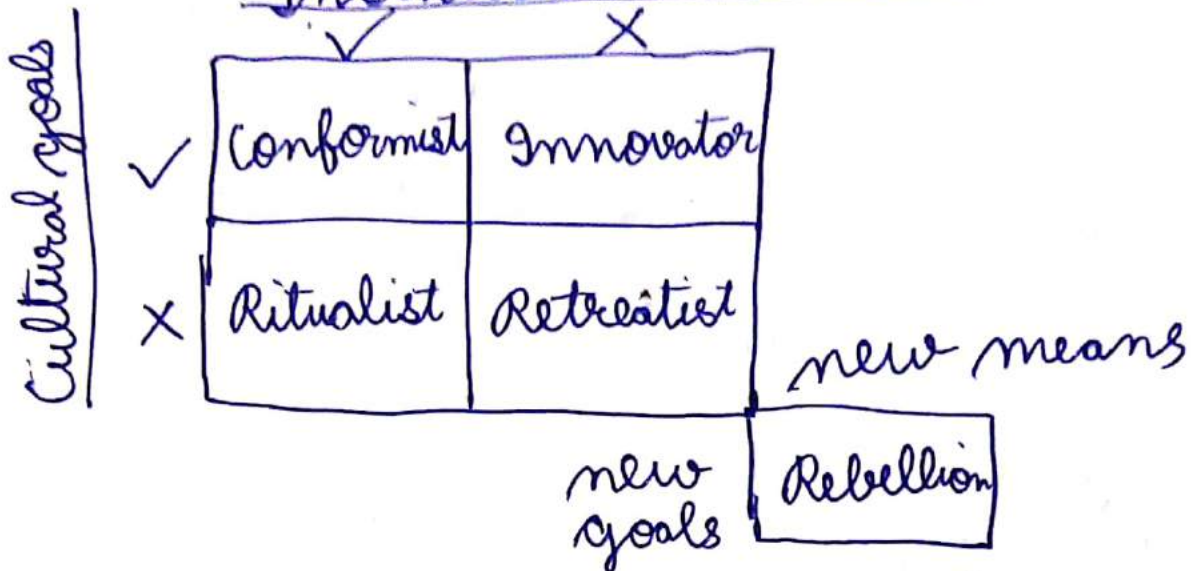 ✓ X
Cultural goals
✓ Conformist Innovator
X Ritualist Retreatist
new means
new Rebellion
goals